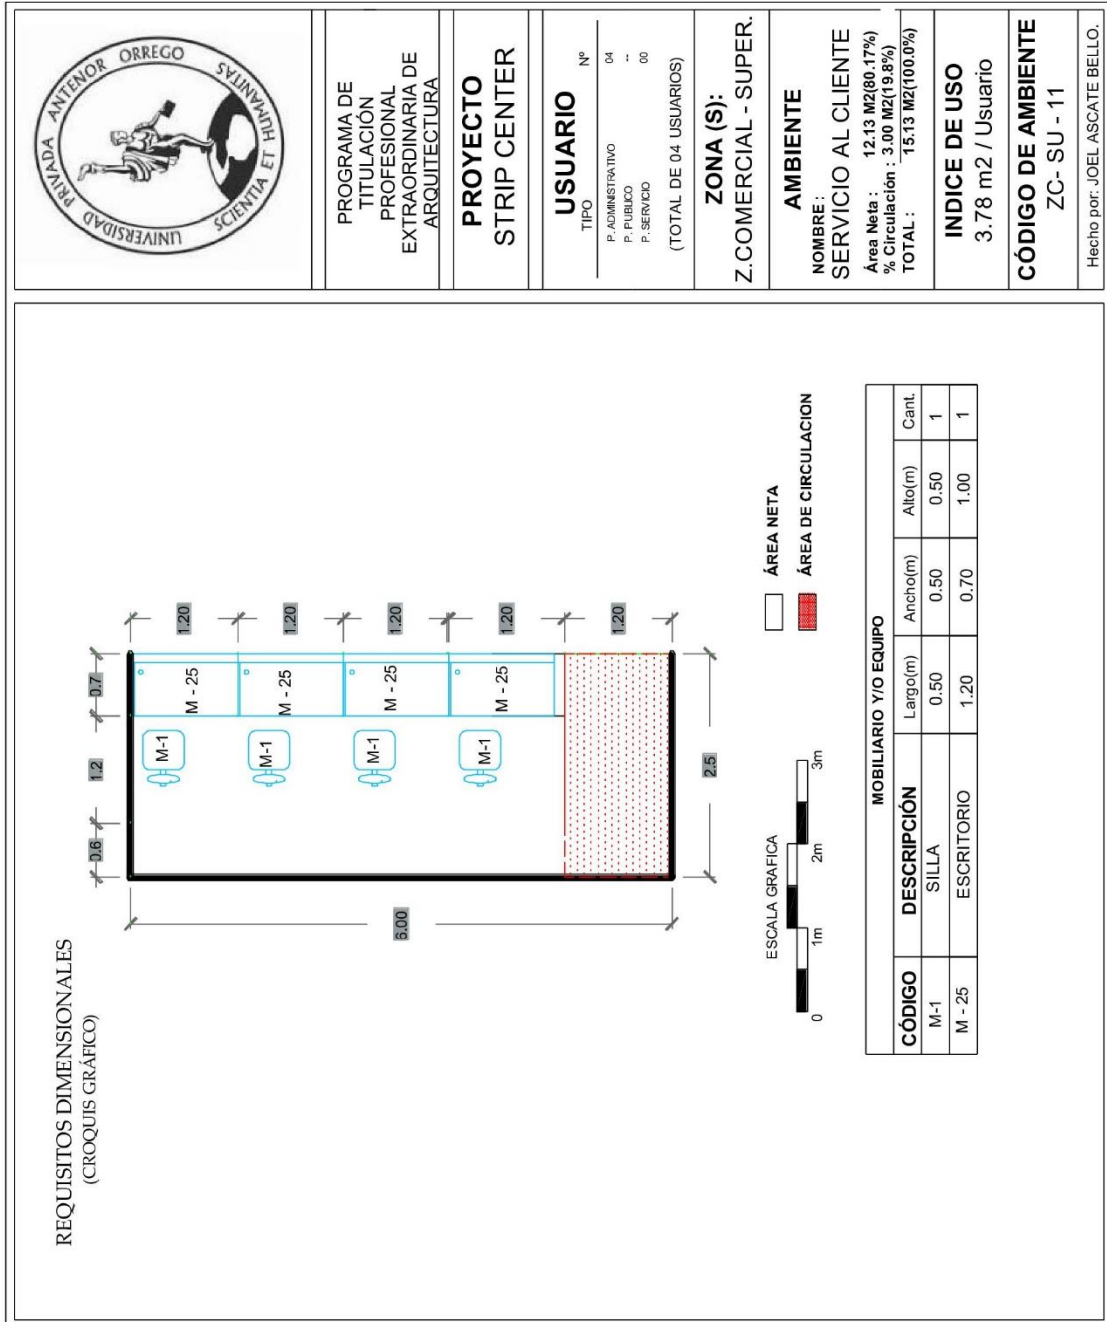 REQUISITOS DIMENSIONALES
(CROQUIS GRÁFICO)
0.6
1.2
0.7
6.00
M-1
M - 25
1.20
M-1
M - 25
1.20
M-1
M - 25
1.20
M-1
M - 25
1.20
1.20
2.5
ESCALA GRAFICA
0 1m 2m 3m
ÁREA NETA
ÁREA DE CIRCULACION
MOBILIARIO Y/O EQUIPO
CÓDIGO DESCRIPCIÓN Largo(m) Ancho(m) Alto(m) Cant.
M-1 SILLA 0.50 0.50 0.50 1
M - 25 ESCRITORIO 1.20 0.70 1.00 1
UNIVERSIDAD PRIVADA ANTENOR ORREGO
SCIENTIA ET HUMANITAS
PROGRAMA DE
TITULACIÓN
PROFESIONAL
EXTRAORDINARIA DE
ARQUITECTURA
PROYECTO
STRIP CENTER
USUARIO
TIPO Nº
P. ADMINISTRATIVO 04
P. PUBLICO --
P. SERVICIO 00
(TOTAL DE 04 USUARIOS)
ZONA (S):
Z.COMERCIAL - SUPER.
AMBIENTE
NOMBRE :
SERVICIO AL CLIENTE
Área Neta : 12.13 M2(80.17%)
% Circulación : 3.00 M2(19.8%)
TOTAL : 15.13 M2(100.0%)
INDICE DE USO
3.78 m2 / Usuario
CÓDIGO DE AMBIENTE
ZC- SU - 11
Hecho por: JOEL ASCATE BELLO.